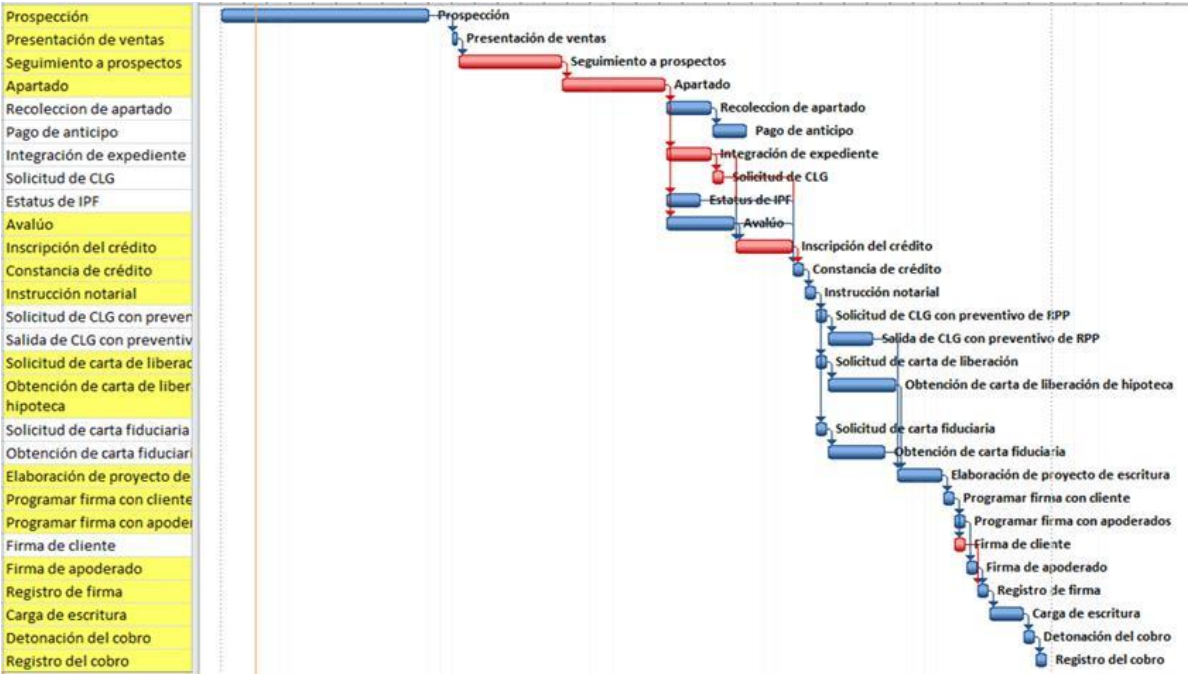 Prospección
Prospección
Presentación de ventas
Presentación de ventas
Seguimiento a prospectos
Seguimiento a prospectos
Apartado
Apartado
Recoleccion de apartado
Recoleccion de apartado
Pago de anticipo
Pago de anticipo
Integración de expediente
Integración de expediente
Solicitud de CLG
Solicitud de CLG
Estatus de IPF
Estatus de IPF
Avalúo
Avalúo
Inscripción del crédito
Inscripción del crédito
Constancia de crédito
Constancia de crédito
Instrucción notarial
Instrucción notarial
Solicitud de CLG con preven
Solicitud de CLG con preventivo de RPP
Salida de CLG con preventiv
Salida de CLG con preventivo de RPP
Solicitud de carta de liberac
Solicitud de carta de liberación
Obtención de carta de liber
hipoteca
Obtención de carta de liberación de hipoteca
Solicitud de carta fiduciaria
Solicitud de carta fiduciaria
Obtención de carta fiduciari
Obtención de carta fiduciaria
Elaboración de proyecto de
Elaboración de proyecto de escritura
Programar firma con cliente
Programar firma con cliente
Programar firma con apoder
Programar firma con apoderados
Firma de cliente
Firma de cliente
Firma de apoderado
Firma de apoderado
Registro de firma
Registro de firma
Carga de escritura
Carga de escritura
Detonación del cobro
Detonación del cobro
Registro del cobro
Registro del cobro